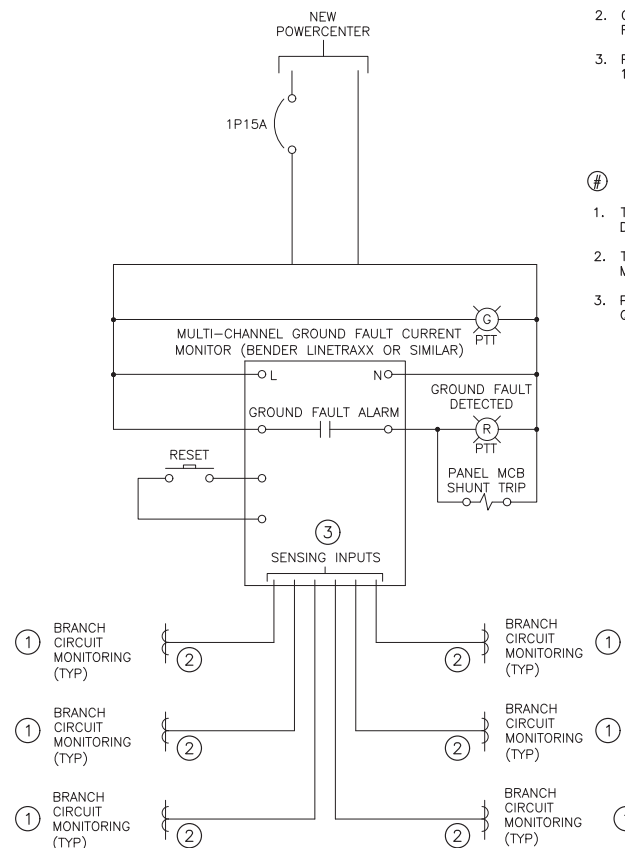 NEW
POWERCENTER
1P15A
G
PTT
MULTI-CHANNEL GROUND FAULT CURRENT
MONITOR (BENDER LINETRAXX OR SIMILAR)
L
N
GROUND FAULT
DETECTED
GROUND FAULT ALARM
R
PTT
RESET
PANEL MCB
SHUNT TRIP
3
SENSING INPUTS
1
BRANCH
CIRCUIT
MONITORING
(TYP)
2
2
BRANCH
CIRCUIT
MONITORING
(TYP)
1
1
BRANCH
CIRCUIT
MONITORING
(TYP)
2
2
BRANCH
CIRCUIT
MONITORING
(TYP)
1
1
BRANCH
CIRCUIT
MONITORING
(TYP)
2
2
BRANCH
CIRCUIT
MONITORING
(TYP)
2.
3.
#
1.
2.
3.